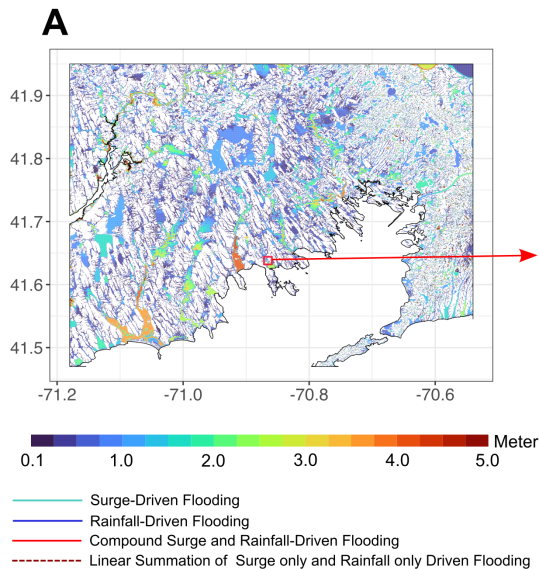 A
41.9
41.8
41.7
41.6
41.5
-71.2 -71.0 -70.8 -70.6
Meter
0.1 1.0 2.0 3.0 4.0 5.0
Surge-Driven Flooding
Rainfall-Driven Flooding
Compound Surge and Rainfall-Driven Flooding
Linear Summation of Surge only and Rainfall only Driven Flooding